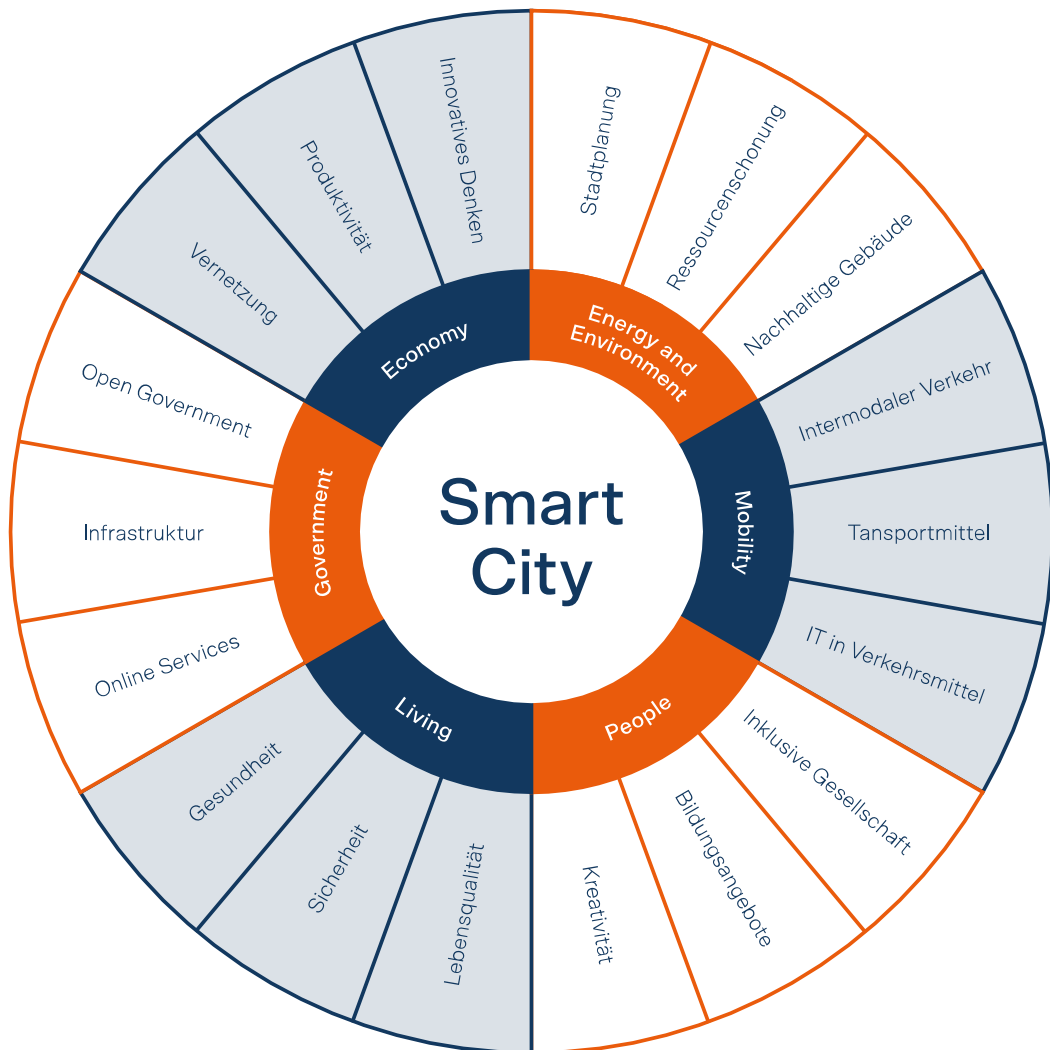 Smart
City
Energy and
Environment
Stadtplanung
Ressourcenschonung
Nachhaltige Gebäude
Mobility
Intermodaler Verkehr
Tansportmittel
IT in Verkehrsmittel
People
Inklusive Gesellschaft
Bildungsangebote
Kreativität
Living
Lebensqualität
Sicherheit
Gesundheit
Government
Online Services
Infrastruktur
Open Government
Economy
Vernetzung
Produktivität
Innovatives Denken